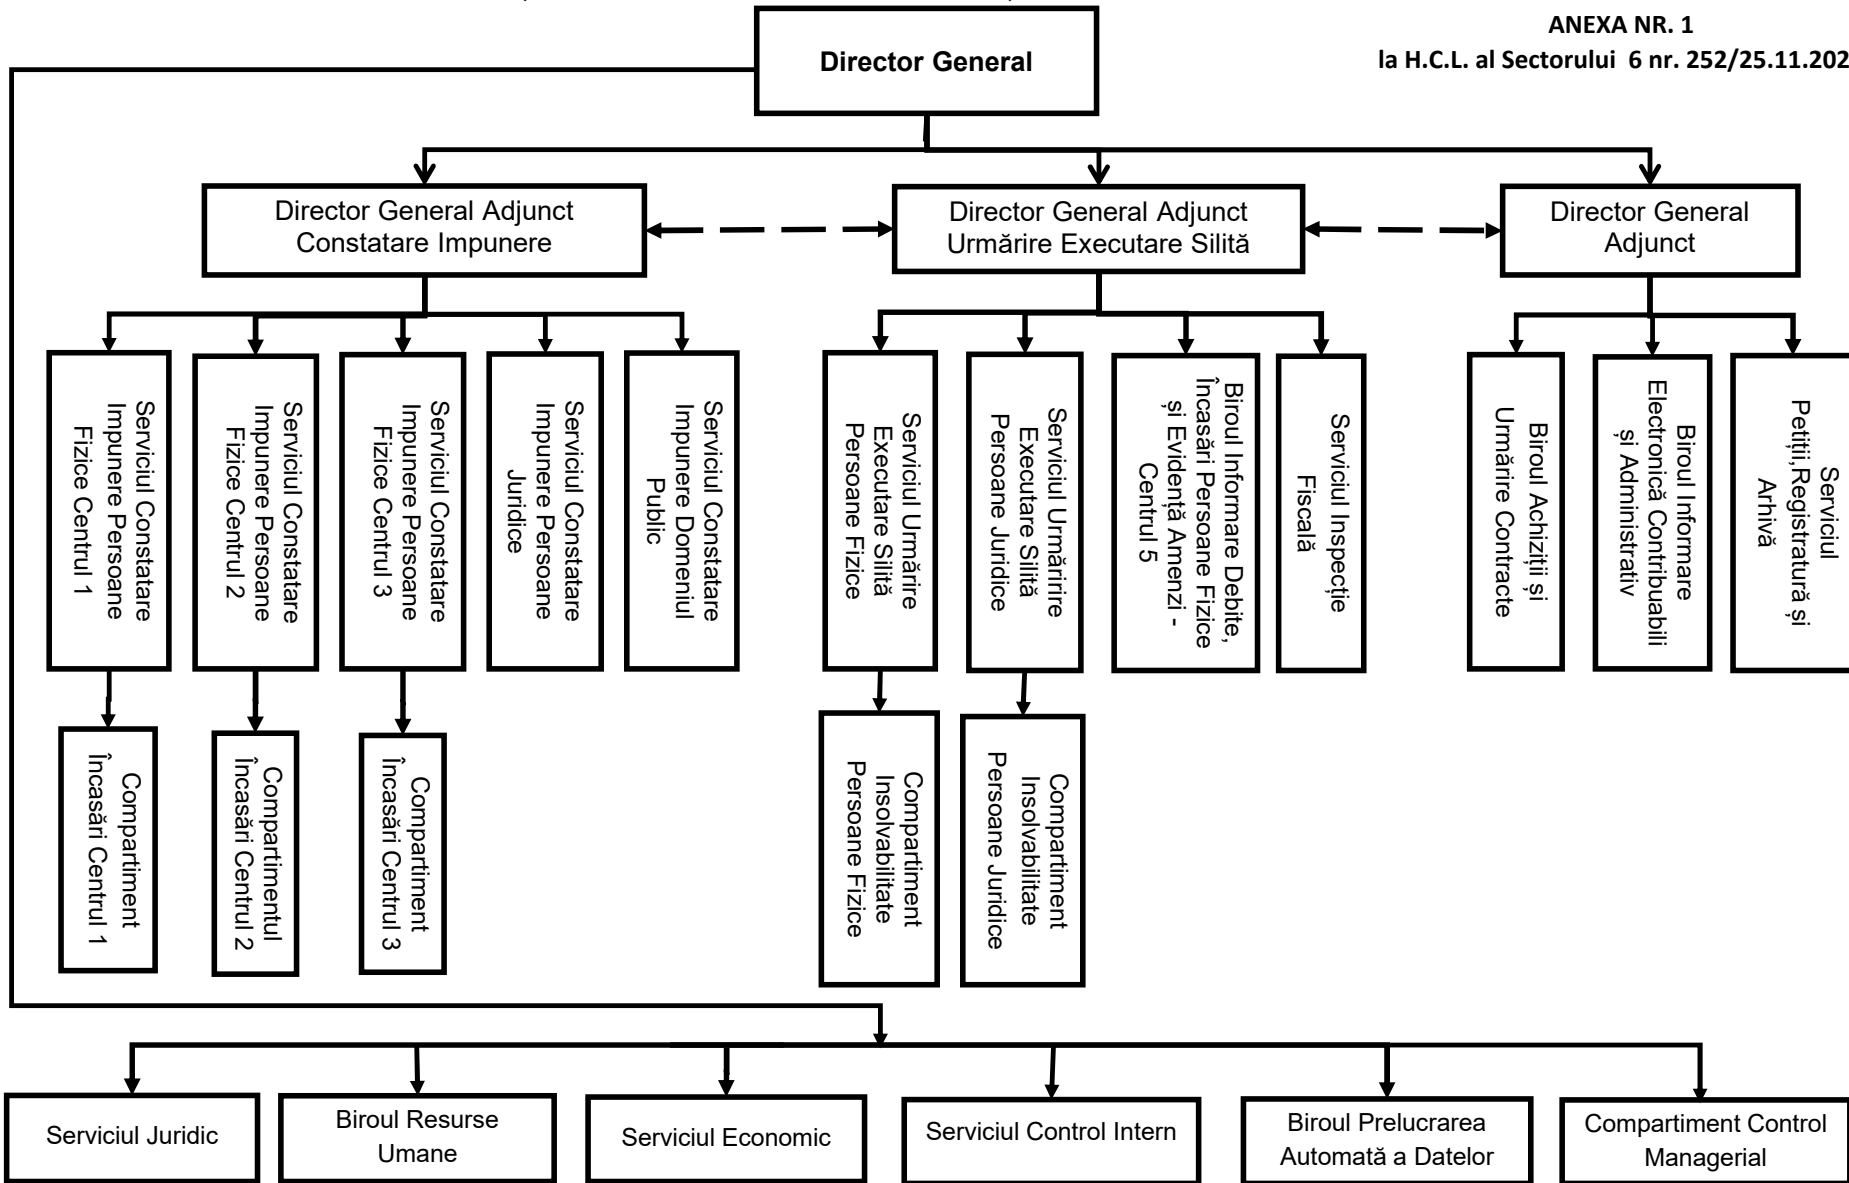 ANEXA NR. 1
la H.C.L. al Sectorului 6 nr. 252/25.11.202
Director General
Director General Adjunct
Constatare Impunere
Director General Adjunct
Urmărire Executare Silită
Director General
Adjunct
Serviciul Constatare
Impunere Persoane
Fizice Centrul 1
Serviciul Constatare
Impunere Persoane
Fizice Centrul 2
Serviciul Constatare
Impunere Persoane
Fizice Centrul 3
Serviciul Constatare
Impunere Persoane
Juridice
Serviciul Constatare
Impunere Domeniul
Public
Serviciul Urmărire
Executare Silită
Persoane Fizice
Serviciul Urmăririre
Executare Silită
Persoane Juridice
Biroul Informare Debite,
Încasări Persoane Fizice
și Evidență Amenzi -
Centrul 5
Serviciul Inspecție
Fiscală
Biroul Achiziții și
Urmărire Contracte
Biroul Informare
Electronică Contribuabili
și Administrativ
Serviciul
Petiții,Registratură și
Arhivă
Compartiment
Încasări Centrul 1
Compartimentul
Încasări Centrul 2
Compartiment
Încasări Centrul 3
Compartiment
Insolvabilitate
Persoane Fizice
Compartiment
Insolvabilitate
Persoane Juridice
Serviciul Juridic
Biroul Resurse
Umane
Serviciul Economic
Serviciul Control Intern
Biroul Prelucrarea
Automată a Datelor
Compartiment Control
Managerial